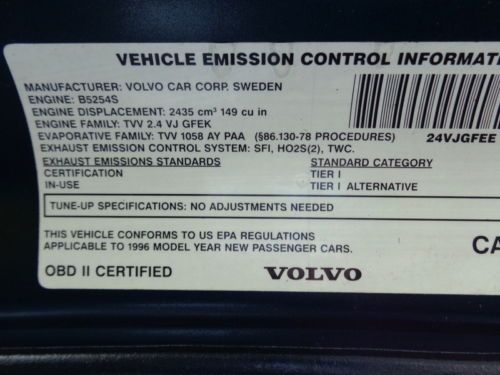 VEHICLE EMISSION CONTROL INFORMATI
MANUFACTURER: VOLVO CAR CORP. SWEDEN
ENGINE: B5254S
ENGINE DISPLACEMENT: 2435 cm³ 149 cu in
ENGINE FAMILY: TVV 2.4 VJ GFEK
EVAPORATIVE FAMILY: TVV 1058 AY PAA (§86.130-78 PROCEDURES) 24VJGFEE
EXHAUST EMISSION CONTROL SYSTEM: SFI, HO2S(2), TWC.
EXHAUST EMISSIONS STANDARDS STANDARD CATEGORY
CERTIFICATION TIER I
IN-USE TIER I ALTERNATIVE
TUNE-UP SPECIFICATIONS: NO ADJUSTMENTS NEEDED
THIS VEHICLE CONFORMS TO US EPA REGULATIONS
APPLICABLE TO 1996 MODEL YEAR NEW PASSENGER CARS. CA
OBD II CERTIFIED VOLVO